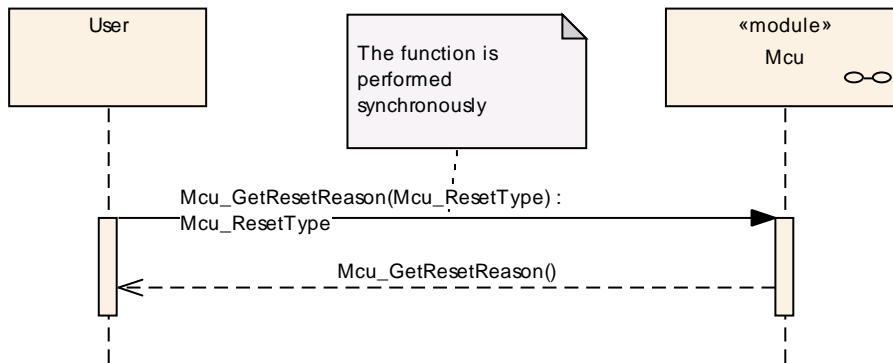 User
The function is
performed
synchronously
«module»
Mcu
Mcu_GetResetReason(Mcu_ResetType) :
Mcu_ResetType
Mcu_GetResetReason()